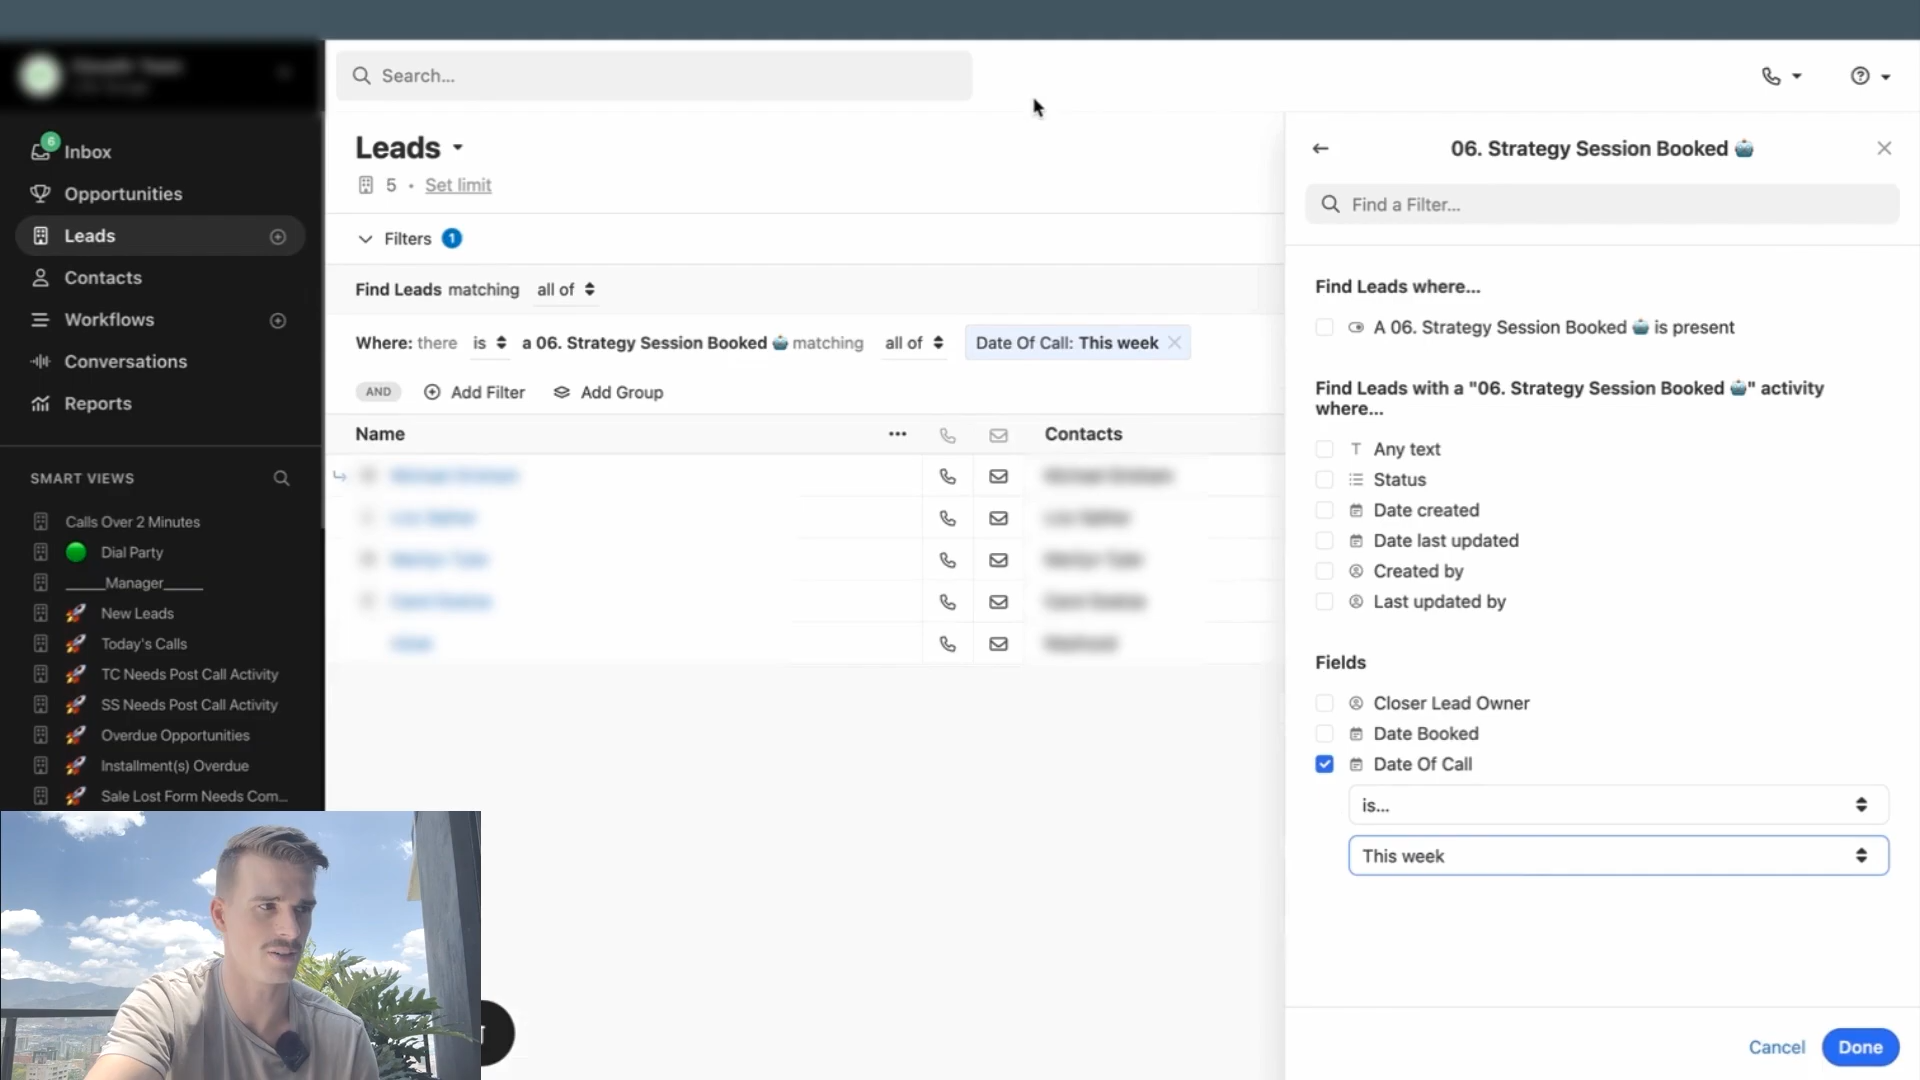 Search...
6
Inbox
Opportunities
Leads
Contacts
Workflows
Conversations
Reports
SMART VIEWS
Calls Over 2 Minutes
Dial Party
_____Manager_____
New Leads
Today's Calls
TC Needs Post Call Activity
SS Needs Post Call Activity
Overdue Opportunities
Installment(s) Overdue
Sale Lost Form Needs Com...
Leads
5 · Set limit
Filters 1
Find Leads matching all of
Where: there is a 06. Strategy Session Booked 🤖 matching all of Date Of Call: This week
AND Add Filter Add Group
Name ... Contacts
06. Strategy Session Booked 🤖
Find a Filter...
Find Leads where...
A 06. Strategy Session Booked 🤖 is present
Find Leads with a "06. Strategy Session Booked 🤖" activity
where...
Any text
Status
Date created
Date last updated
Created by
Last updated by
Fields
Closer Lead Owner
Date Booked
Date Of Call
is...
This week
Cancel Done